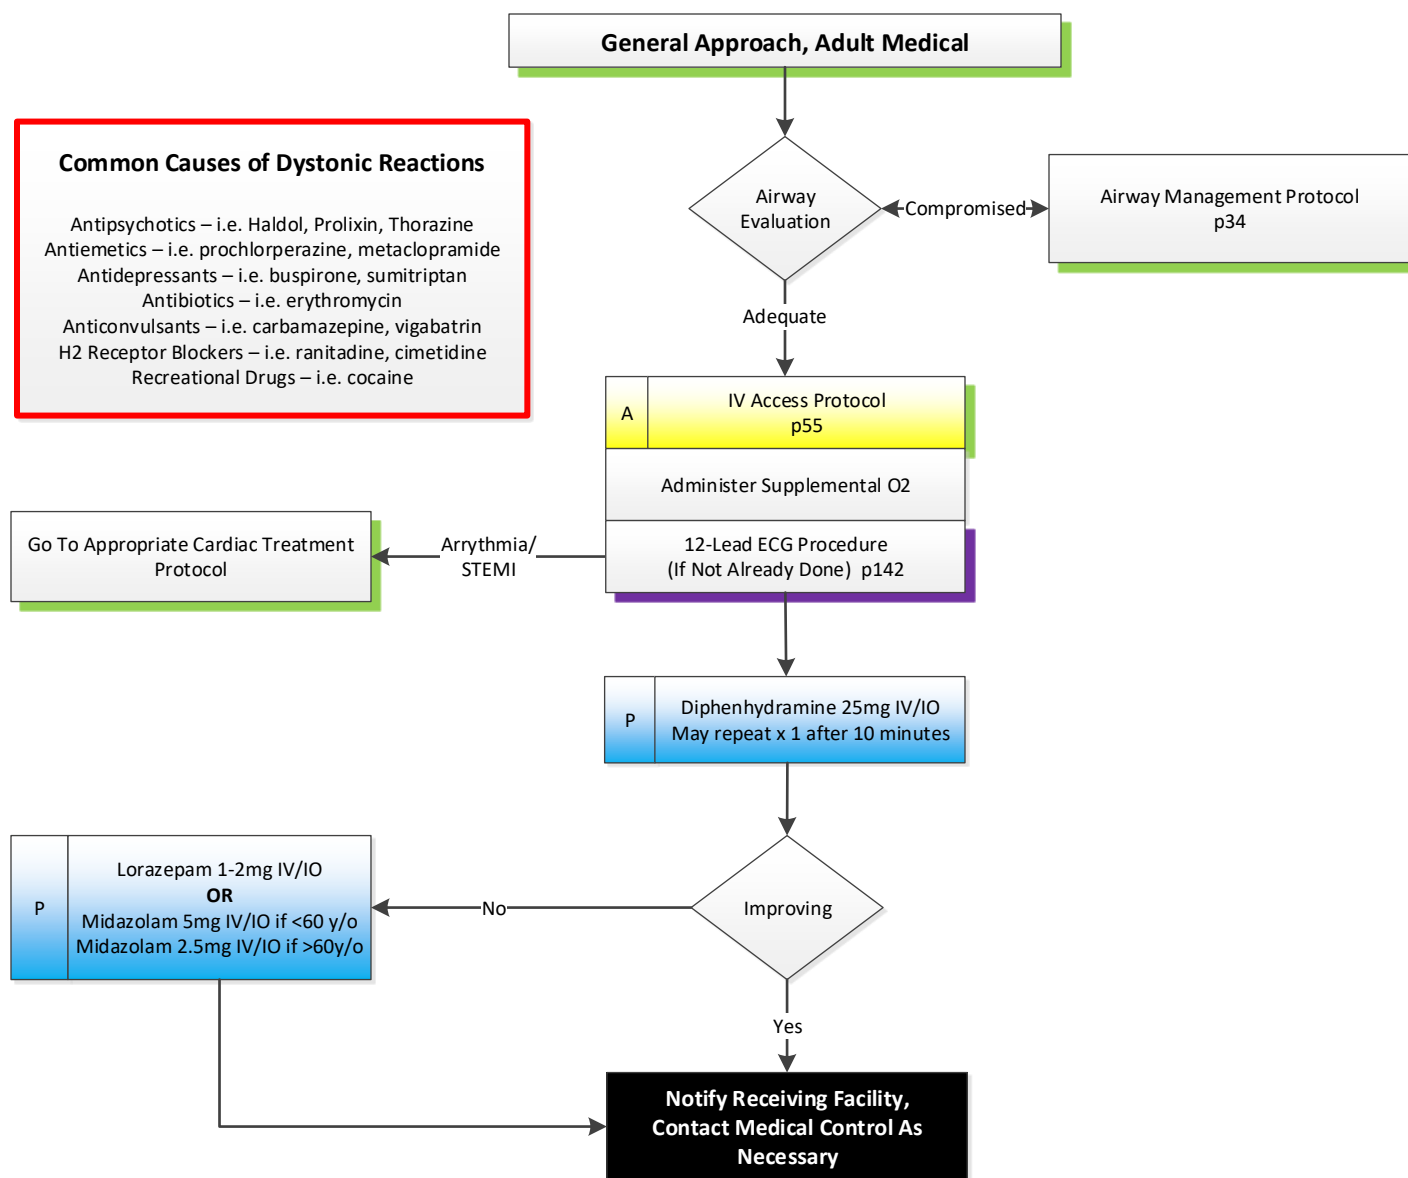 General Approach, Adult Medical
Common Causes of Dystonic Reactions
Antipsychotics – i.e. Haldol, Prolixin, Thorazine
Antiemetics – i.e. prochlorperazine, metaclopramide
Antidepressants – i.e. buspirone, sumitriptan
Antibiotics – i.e. erythromycin
Anticonvulsants – i.e. carbamazepine, vigabatrin
H2 Receptor Blockers – i.e. ranitadine, cimetidine
Recreational Drugs – i.e. cocaine
Airway
Evaluation
Compromised
Airway Management Protocol
p34
Adequate
A
IV Access Protocol
p55
Administer Supplemental O2
12-Lead ECG Procedure
(If Not Already Done) p142
Arrythmia/
STEMI
Go To Appropriate Cardiac Treatment
Protocol
P
Diphenhydramine 25mg IV/IO
May repeat x 1 after 10 minutes
Improving
No
P
Lorazepam 1-2mg IV/IO
OR
Midazolam 5mg IV/IO if <60 y/o
Midazolam 2.5mg IV/IO if >60y/o
Yes
Notify Receiving Facility,
Contact Medical Control As
Necessary